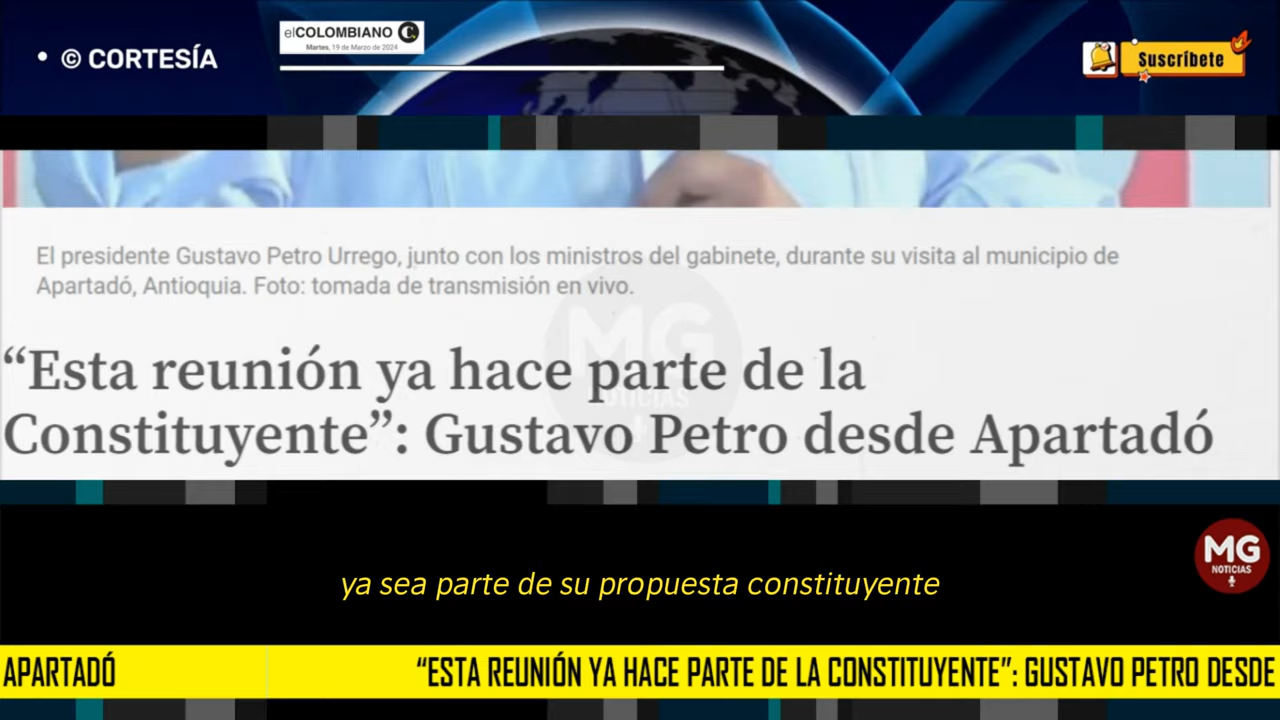 • © CORTESÍA
elCOLOMBIANO C
Martes, 19 de Marzo de 2024
Suscríbete
El presidente Gustavo Petro Urrego, junto con los ministros del gabinete, durante su visita al municipio de
Apartadó, Antioquia. Foto: tomada de transmisión en vivo.
MG
NOTICIAS
“Esta reunión ya hace parte de la
Constituyente”: Gustavo Petro desde Apartadó
MG
NOTICIAS
ya sea parte de su propuesta constituyente
APARTADÓ
“ESTA REUNIÓN YA HACE PARTE DE LA CONSTITUYENTE”: GUSTAVO PETRO DESDE